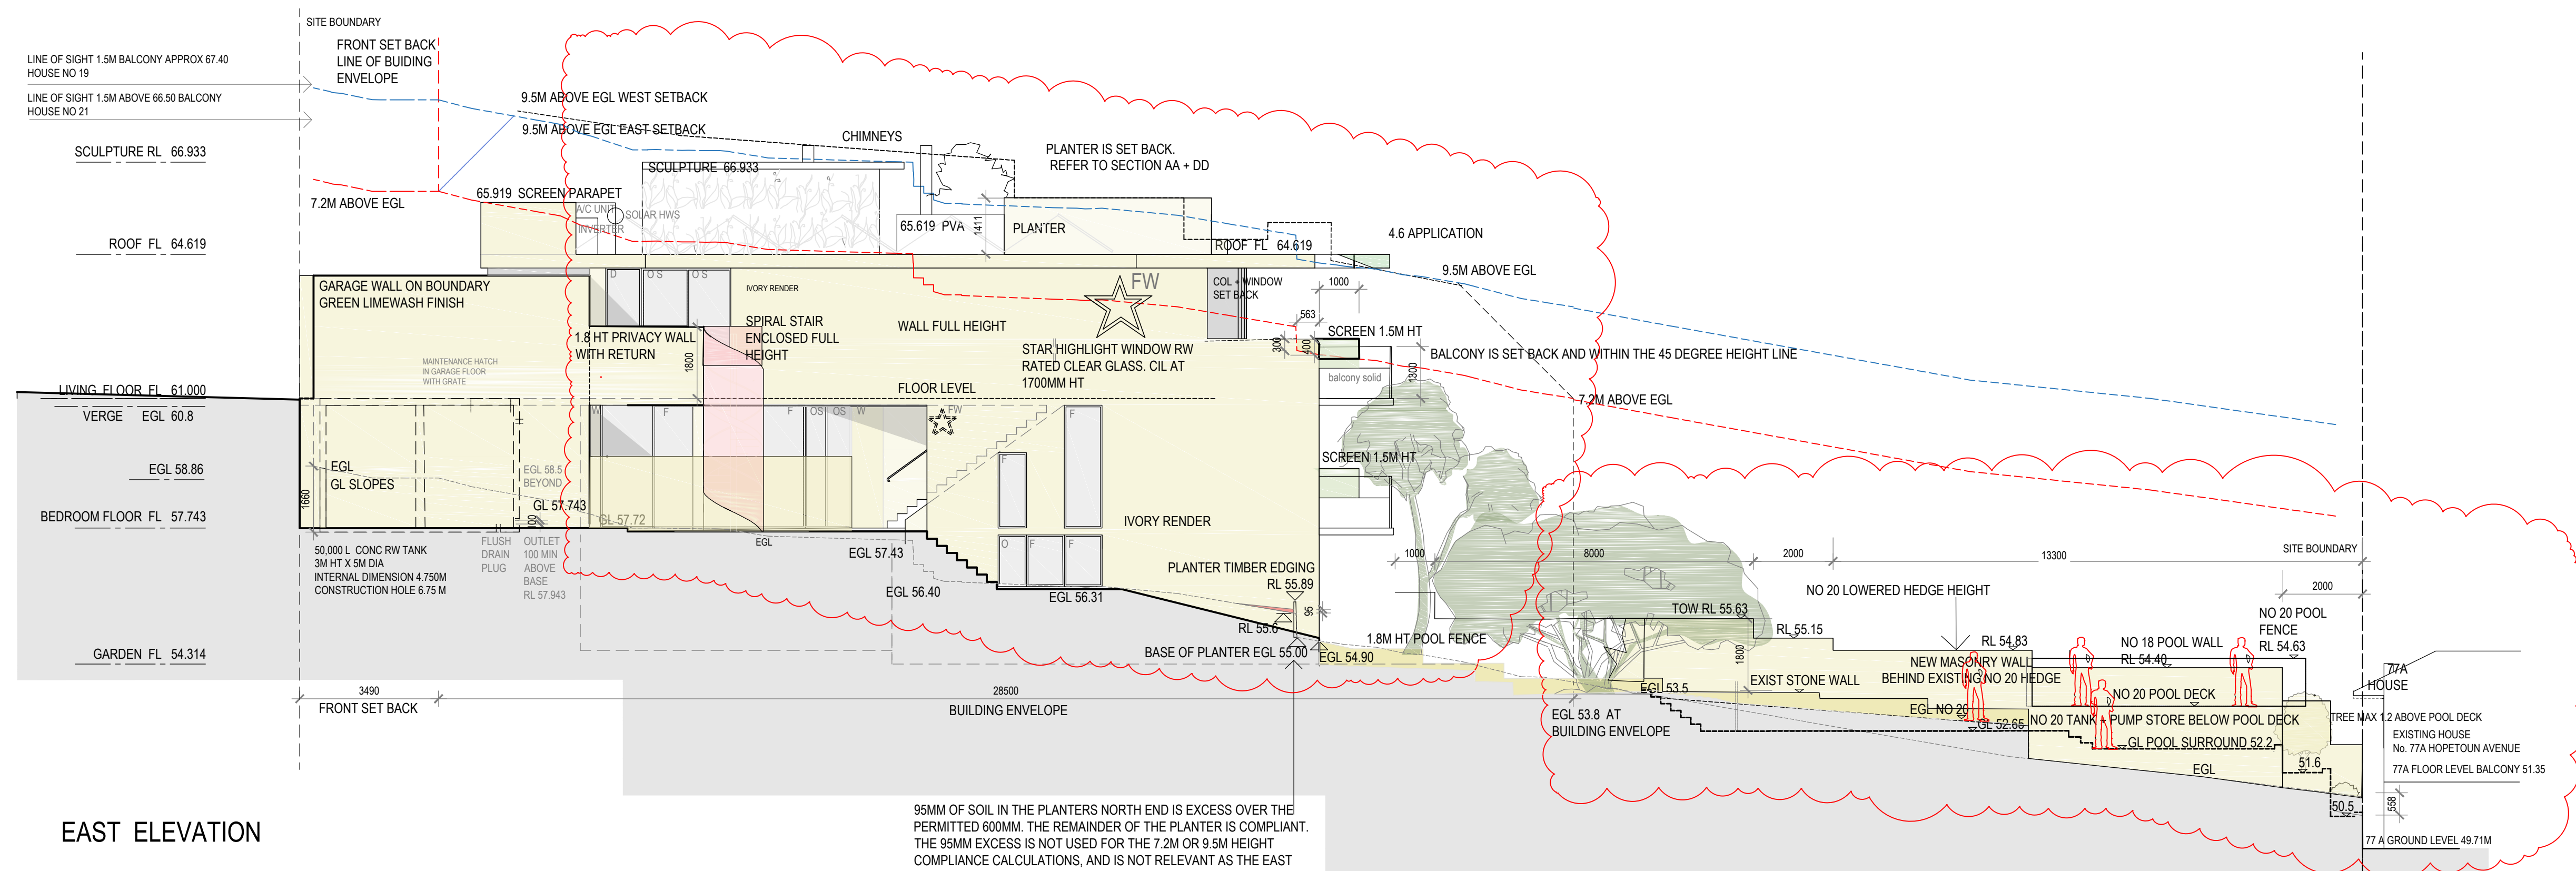 SITE BOUNDARY
FRONT SET BACK
LINE OF BUIDING
ENVELOPE
LINE OF SIGHT 1.5M BALCONY APPROX 67.40
HOUSE NO 19
LINE OF SIGHT 1.5M ABOVE 66.50 BALCONY
HOUSE NO 21
9.5M ABOVE EGL WEST SETBACK
9.5M ABOVE EGL EAST SETBACK
CHIMNEYS
PLANTER IS SET BACK.
REFER TO SECTION AA + DD
SCULPTURE RL 66.933
SCULPTURE 66.933
7.2M ABOVE EGL
65.919 SCREEN PARAPET
A/C UNIT
SOLAR HWS
INVERTER
65.619 PVA
1411
PLANTER
4.6 APPLICATION
ROOF FL 64.619
ROOF FL 64.619
9.5M ABOVE EGL
GARAGE WALL ON BOUNDARY
GREEN LIMEWASH FINISH
D
O S
O S
IVORY RENDER
FW
COL + WINDOW
SET BACK
1000
563
SPIRAL STAIR
ENCLOSED FULL
HEIGHT
WALL FULL HEIGHT
1.8 HT PRIVACY WALL
WITH RETURN
1800
STAR HIGHLIGHT WINDOW RW
RATED CLEAR GLASS. CIL AT
1700MM HT
300
400
SCREEN 1.5M HT
BALCONY IS SET BACK AND WITHIN THE 45 DEGREE HEIGHT LINE
MAINTENANCE HATCH
IN GARAGE FLOOR
WITH GRATE
balcony solid
1300
LIVING FLOOR FL 61.000
FLOOR LEVEL
7.2M ABOVE EGL
VERGE EGL 60.8
W
F
F
OS
OS
W
FW
F
EGL 58.86
EGL
GL SLOPES
1660
EGL 58.5
BEYOND
F
SCREEN 1.5M HT
GL 57.743
GL 57.72
100
BEDROOM FLOOR FL 57.743
IVORY RENDER
50,000 L CONC RW TANK
3M HT X 5M DIA
INTERNAL DIMENSION 4.750M
CONSTRUCTION HOLE 6.75 M
FLUSH
DRAIN
PLUG
OUTLET
100 MIN
ABOVE
BASE
RL 57.943
EGL
EGL 57.43
O
F
F
EGL 56.40
EGL 56.31
PLANTER TIMBER EDGING
RL 55.89
95
RL 55.6
1000
8000
2000
13300
SITE BOUNDARY
2000
NO 20 LOWERED HEDGE HEIGHT
TOW RL 55.63
RL 55.15
NO 20 POOL
FENCE
RL 54.63
1.8M HT POOL FENCE
RL 54.83
NO 18 POOL WALL
RL 54.40
GARDEN FL 54.314
BASE OF PLANTER EGL 55.00
EGL 54.90
1800
NEW MASONRY WALL
BEHIND EXISTING NO 20 HEDGE
EXIST STONE WALL
77A
HOUSE
3490
FRONT SET BACK
28500
BUILDING ENVELOPE
EGL 53.5
EGL 53.8 AT
BUILDING ENVELOPE
NO 20 POOL DECK
EGL NO 20
GL 52.65
NO 20 TANK + PUMP STORE BELOW POOL DECK
TREE MAX 1.2 ABOVE POOL DECK
GL POOL SURROUND 52.2
EXISTING HOUSE
No. 77A HOPETOUN AVENUE
EGL
51.6
77A FLOOR LEVEL BALCONY 51.35
50.5
558
77 A GROUND LEVEL 49.71M
EAST ELEVATION
95MM OF SOIL IN THE PLANTERS NORTH END IS EXCESS OVER THE
PERMITTED 600MM. THE REMAINDER OF THE PLANTER IS COMPLIANT.
THE 95MM EXCESS IS NOT USED FOR THE 7.2M OR 9.5M HEIGHT
COMPLIANCE CALCULATIONS, AND IS NOT RELEVANT AS THE EAST